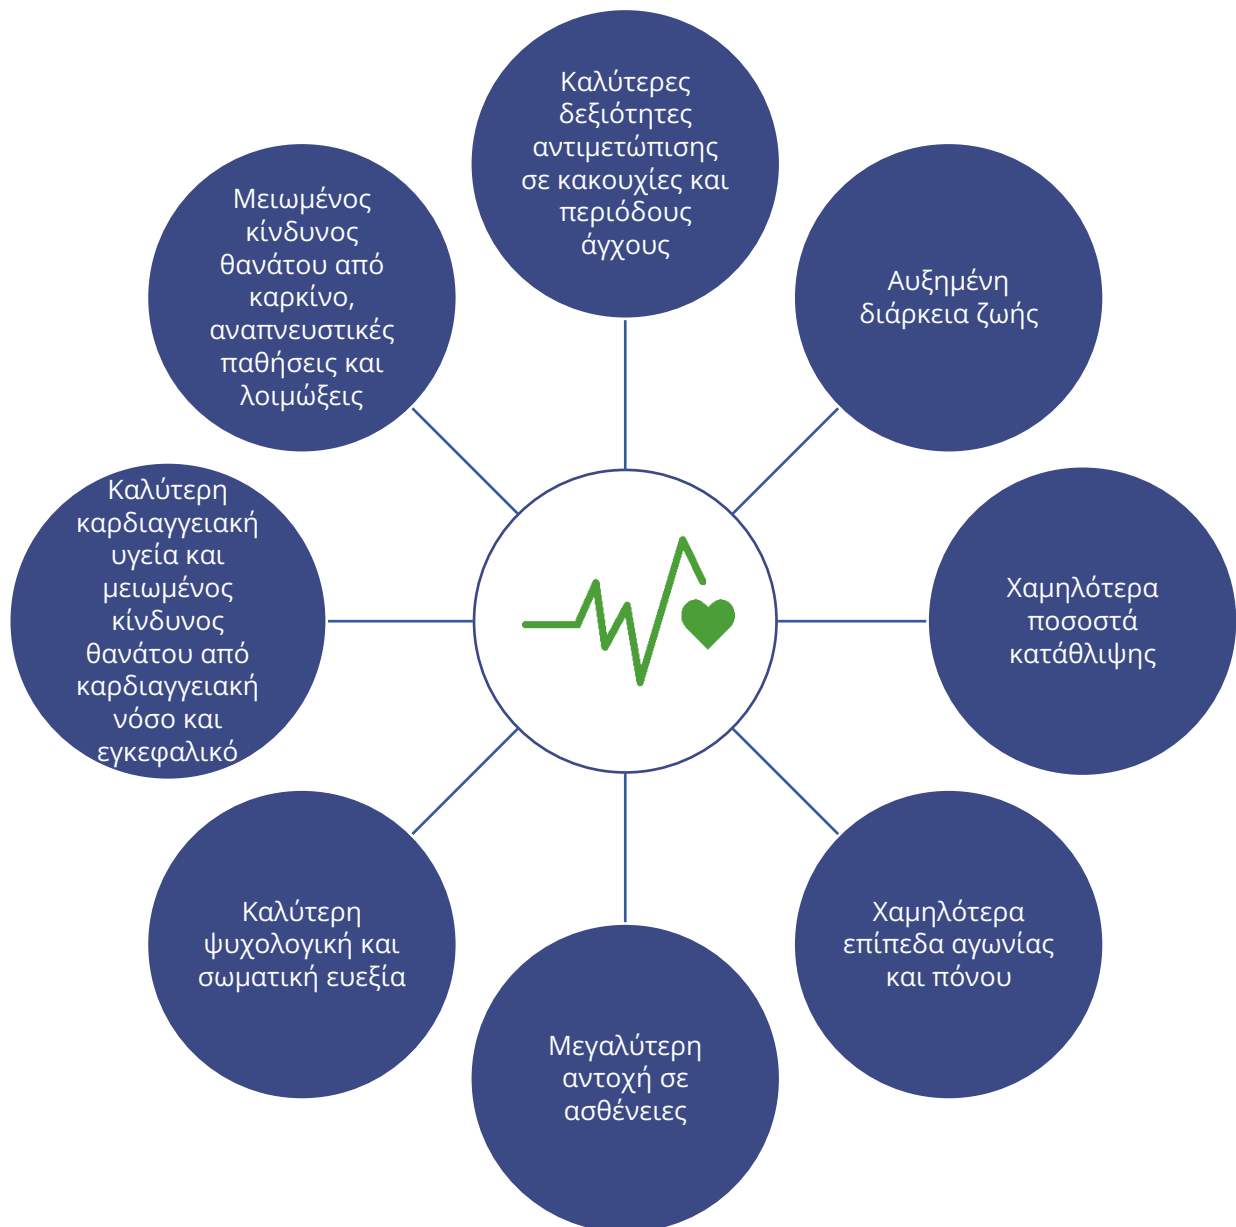 Καλύτερες
δεξιότητες
αντιμετώπισης
σε κακουχίες και
περιόδους
άγχους
Αυξημένη
διάρκεια ζωής
Χαμηλότερα
ποσοστά
κατάθλιψης
Χαμηλότερα
επίπεδα αγωνίας
και πόνου
Μεγαλύτερη
αντοχή σε
ασθένειες
Καλύτερη
ψυχολογική και
σωματική ευεξία
Καλύτερη
καρδιαγγειακή
υγεία και
μειωμένος
κίνδυνος
θανάτου από
καρδιαγγειακή
νόσο και
εγκεφαλικό
Μειωμένος
κίνδυνος
θανάτου από
καρκίνο,
αναπνευστικές
παθήσεις και
λοιμώξεις